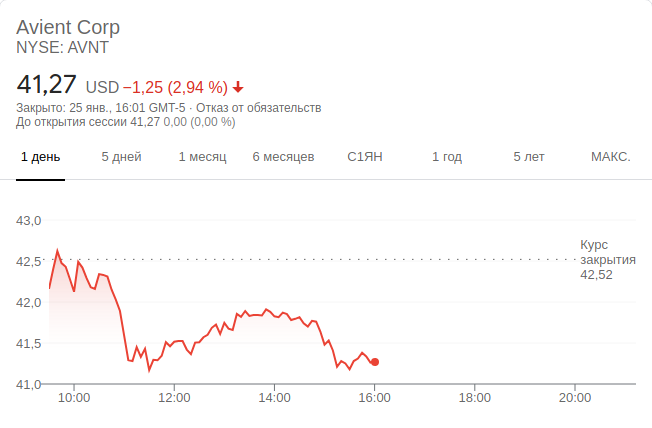 Avient Corp
NYSE: AVNT
41,27 USD −1,25 (2,94 %)
Закрыто: 25 янв., 16:01 GMT-5 · Отказ от обязательств
До открытия сессии 41,27 0,00 (0,00 %)
1 день 5 дней 1 месяц 6 месяцев С1ЯН 1 год 5 лет МАКС.
43,0
Курс
закрытия
42,52
42,5
42,0
41,5
41,0
10:00 12:00 14:00 16:00 18:00 20:00